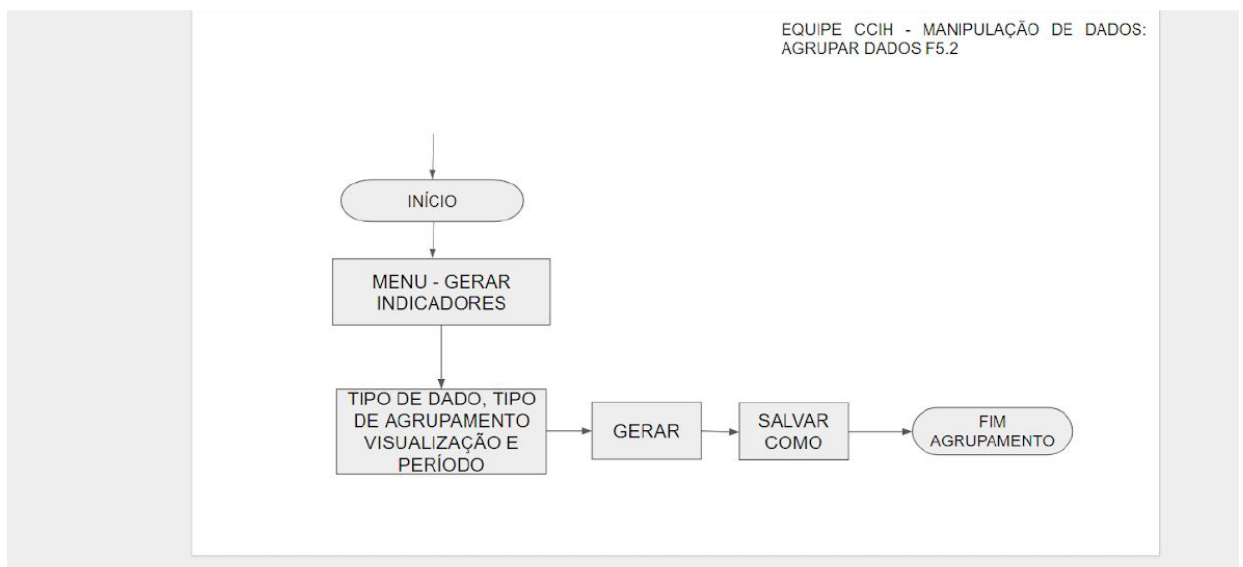 EQUIPE CCIH - MANIPULAÇÃO DE DADOS:
AGRUPAR DADOS F5.2
INÍCIO
MENU - GERAR
INDICADORES
TIPO DE DADO, TIPO
DE AGRUPAMENTO
VISUALIZAÇÃO E
PERÍODO
GERAR
SALVAR
COMO
FIM
AGRUPAMENTO